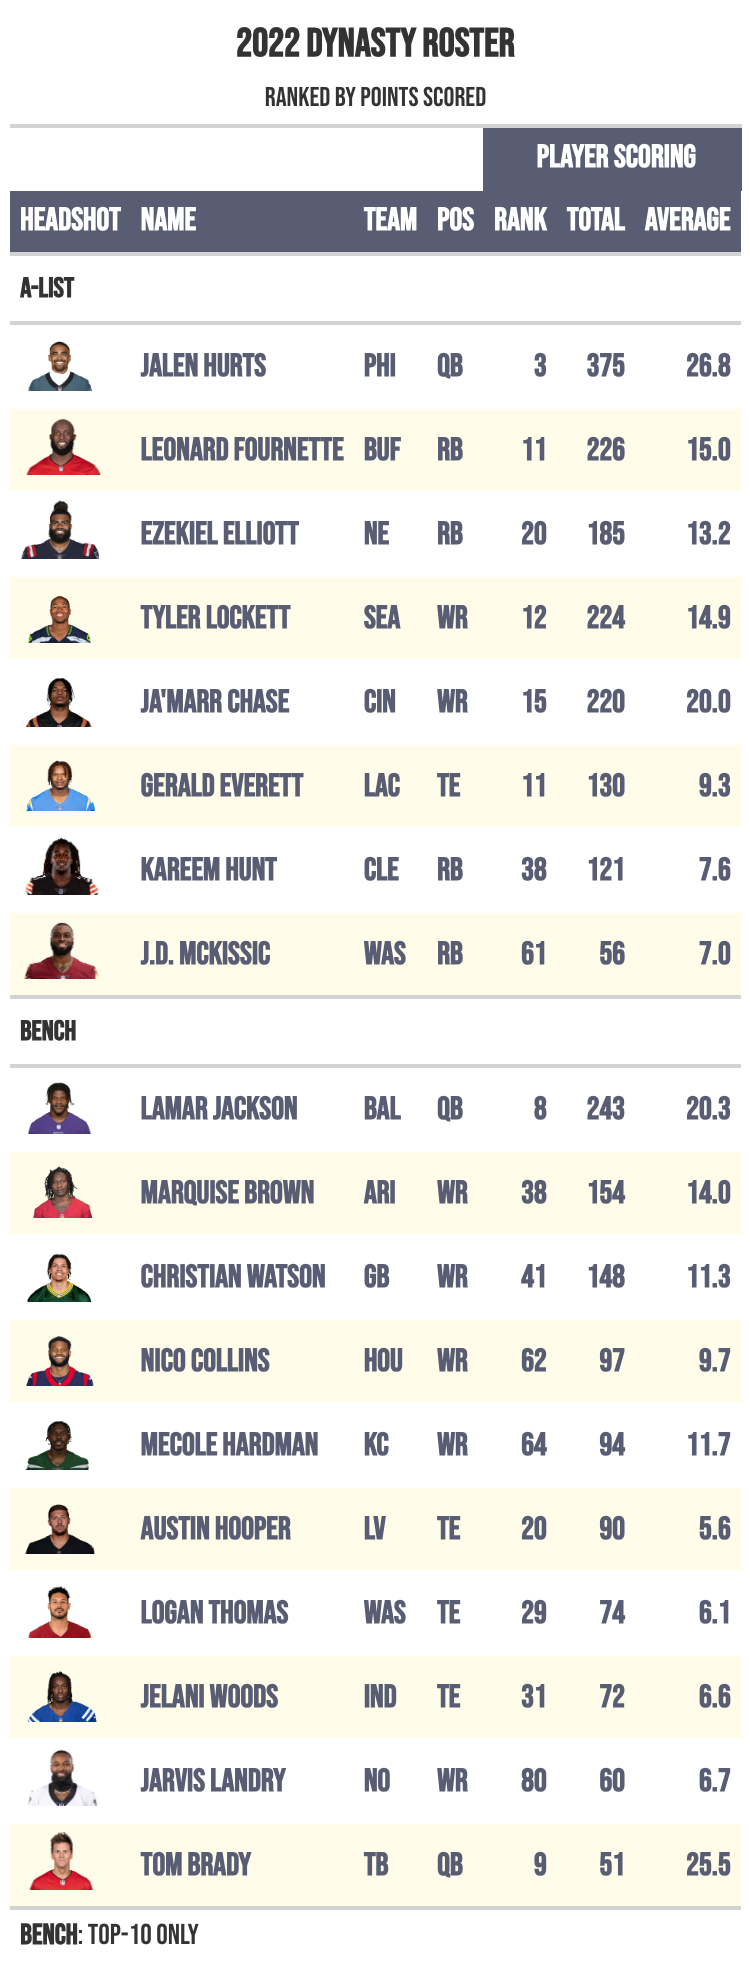 2022 DYNASTY ROSTER
RANKED BY POINTS SCORED
PLAYER SCORING
HEADSHOT NAME TEAM POS RANK TOTAL AVERAGE
A-LIST
JALEN HURTS PHI QB 3 375 26.8
LEONARD FOURNETTE BUF RB 11 226 15.0
EZEKIEL ELLIOTT NE RB 20 185 13.2
TYLER LOCKETT SEA WR 12 224 14.9
JA'MARR CHASE CIN WR 15 220 20.0
GERALD EVERETT LAC TE 11 130 9.3
KAREEM HUNT CLE RB 38 121 7.6
J.D. MCKISSIC WAS RB 61 56 7.0
BENCH
LAMAR JACKSON BAL QB 8 243 20.3
MARQUISE BROWN ARI WR 38 154 14.0
CHRISTIAN WATSON GB WR 41 148 11.3
NICO COLLINS HOU WR 62 97 9.7
MECOLE HARDMAN KC WR 64 94 11.7
AUSTIN HOOPER LV TE 20 90 5.6
LOGAN THOMAS WAS TE 29 74 6.1
JELANI WOODS IND TE 31 72 6.6
JARVIS LANDRY NO WR 80 60 6.7
TOM BRADY TB QB 9 51 25.5
BENCH: TOP-10 ONLY